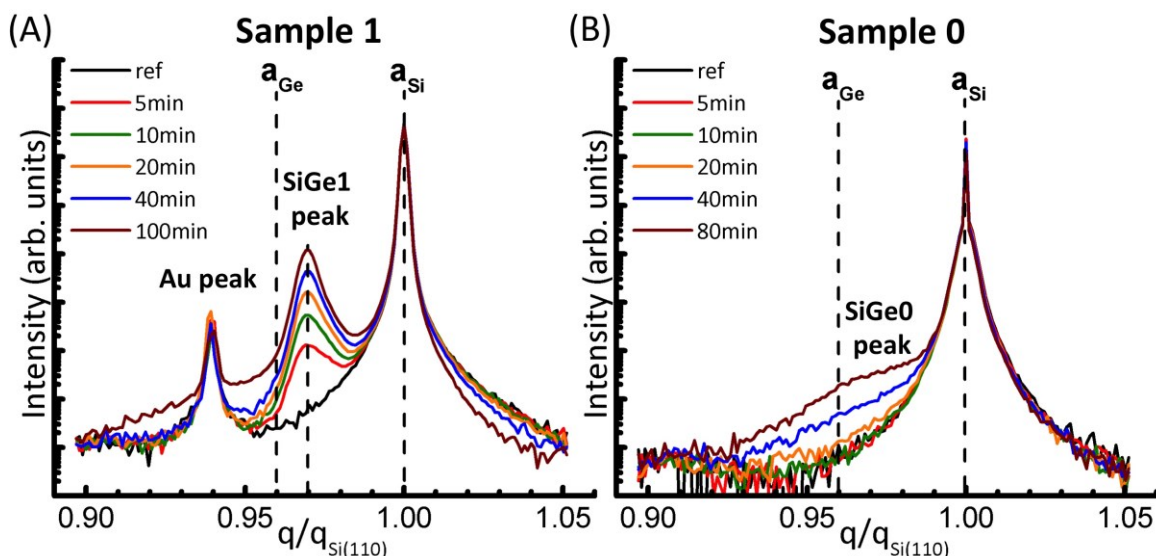 (A)
Sample 1
ref
5min
10min
20min
40min
100min
a_Ge
a_Si
SiGe1
peak
Au peak
Intensity (arb. units)
0.90
0.95
1.00
1.05
q/q_Si(110)
(B)
Sample 0
ref
5min
10min
20min
40min
80min
a_Ge
a_Si
SiGe0
peak
Intensity (arb. units)
0.90
0.95
1.00
1.05
q/q_Si(110)